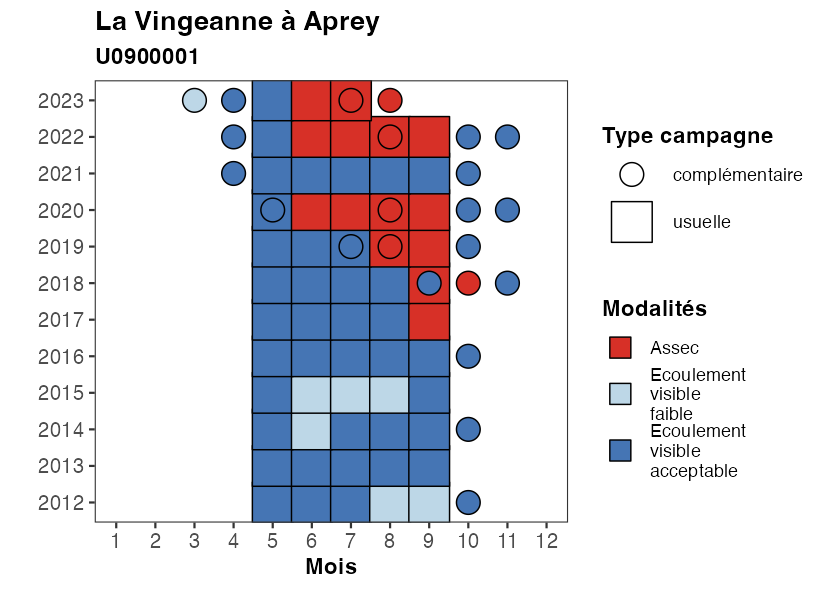 La Vingeanne à Aprey
U0900001
2023
2022
2021
2020
2019
2018
2017
2016
2015
2014
2013
2012
1 2 3 4 5 6 7 8 9 10 11 12
Mois
Type campagne
complémentaire
usuelle
Modalités
Assec
Ecoulement
visible
faible
Ecoulement
visible
acceptable